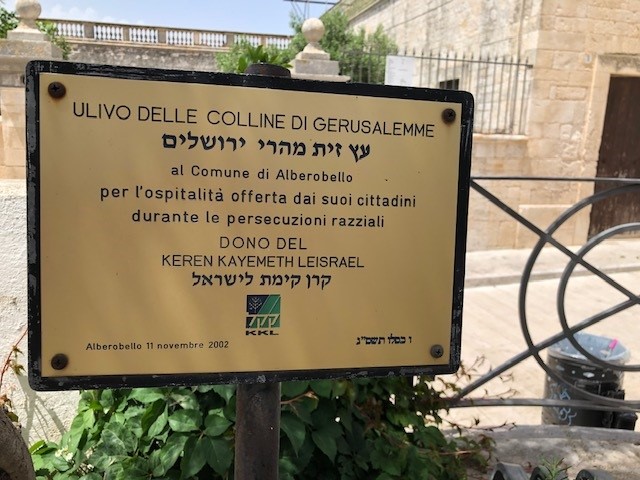 ULIVO DELLE COLLINE DI GERUSALEMME
עץ זית מהרי ירושלים
al Comune di Alberobello
per l'ospitalità offerta dai suoi cittadini
durante le persecuzioni razziali
DONO DEL
KEREN KAYEMETH LEISRAEL
קרן קימת לישראל
KKL
Alberobello 11 novembre 2002
ו כסלו תשס"ג